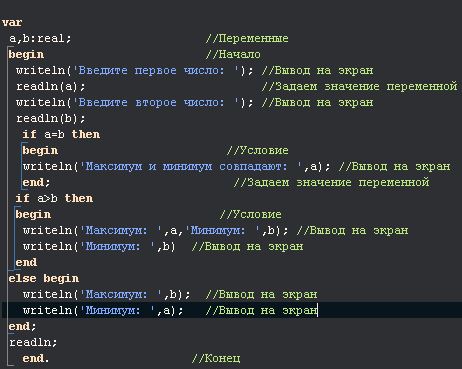 var
a,b:real; //Переменные
begin //Начало
writeln('Введите первое число: '); //Вывод на экран
readln(a); //Задаем значение переменной
writeln('Введите второе число: '); //Вывод на экран
readln(b);
if a=b then
begin //Условие
writeln('Максимум и минимум совпадают: ',a); //Вывод на экран
end; //Задаем значение переменной
if a>b then
begin //Условие
writeln('Максимум: ',a,'Минимум: ',b); //Вывод на экран
writeln('Минимум: ',b) //Вывод на экран
end
else begin
writeln('Максимум: ',b); //Вывод на экран
writeln('Минимум: ',a); //Вывод на экран
end;
readln;
end. //Конец